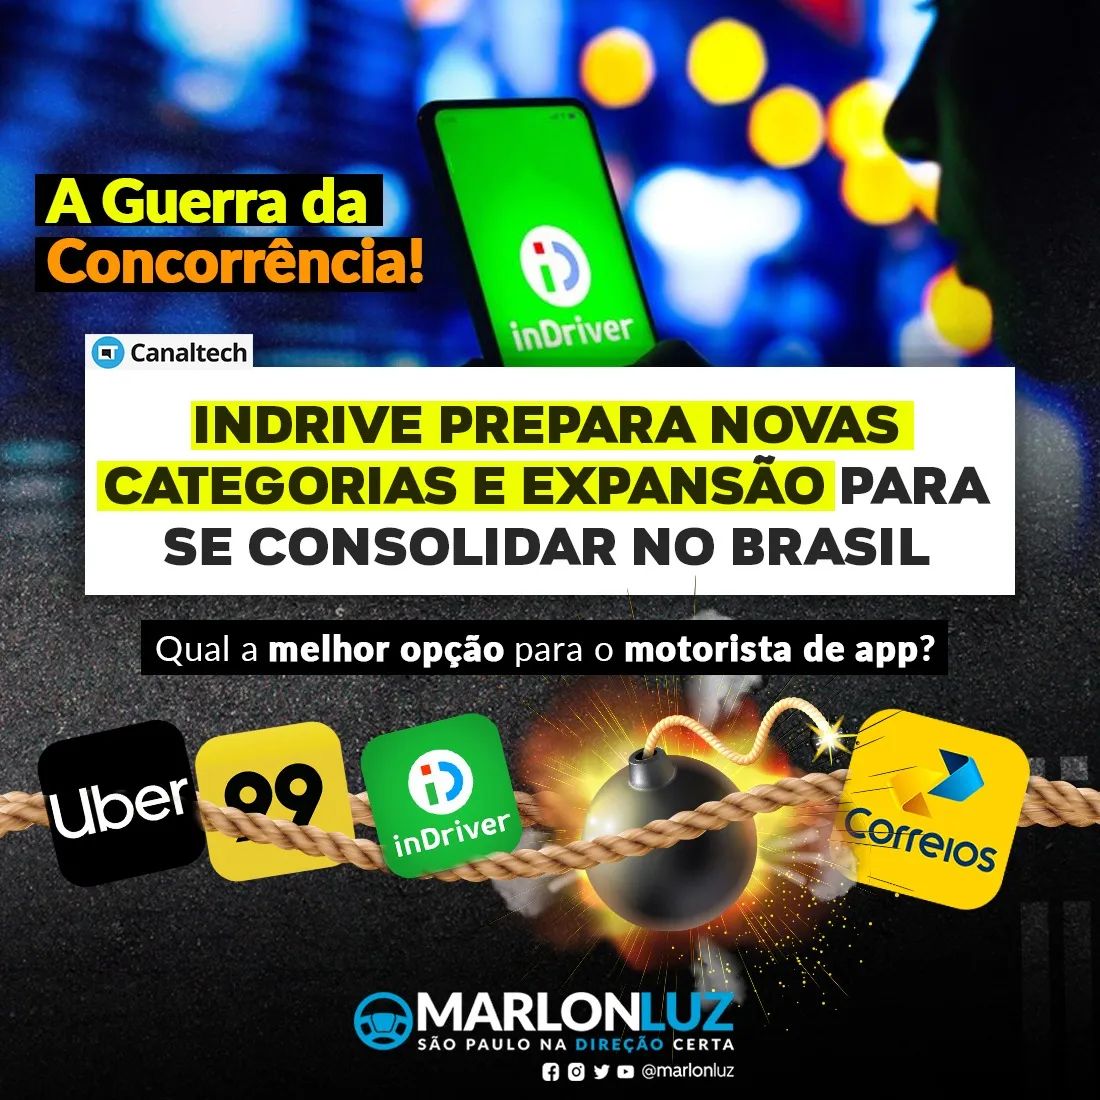 inDriver
A Guerra da
Concorrência!
Canaltech
INDRIVE PREPARA NOVAS
CATEGORIAS E EXPANSÃO PARA
SE CONSOLIDAR NO BRASIL
Qual a melhor opção para o motorista de app?
Uber
99
inDriver
Correios
MARLONLUZ
SÃO PAULO NA DIREÇÃO CERTA
@marlonluz